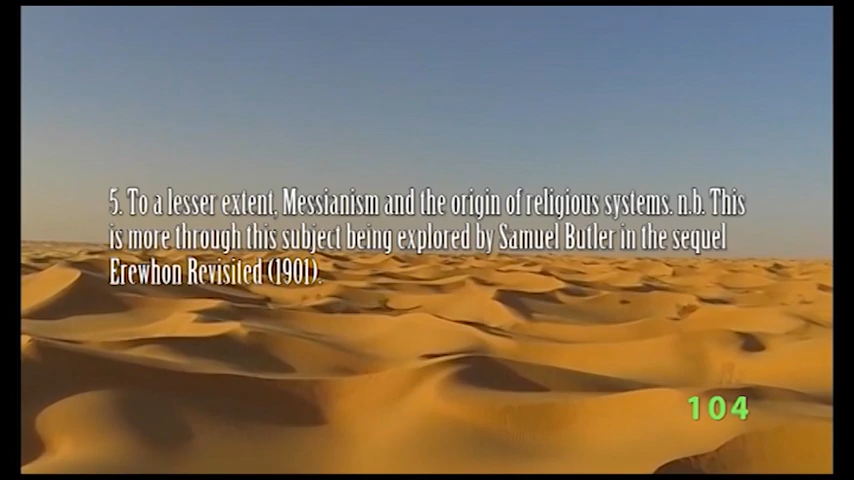 5. To a lesser extent, Messianism and the origin of religious systems. n.b. This
is more through this subject being explored by Samuel Butler in the sequel
Erewhon Revisited (1901).
104